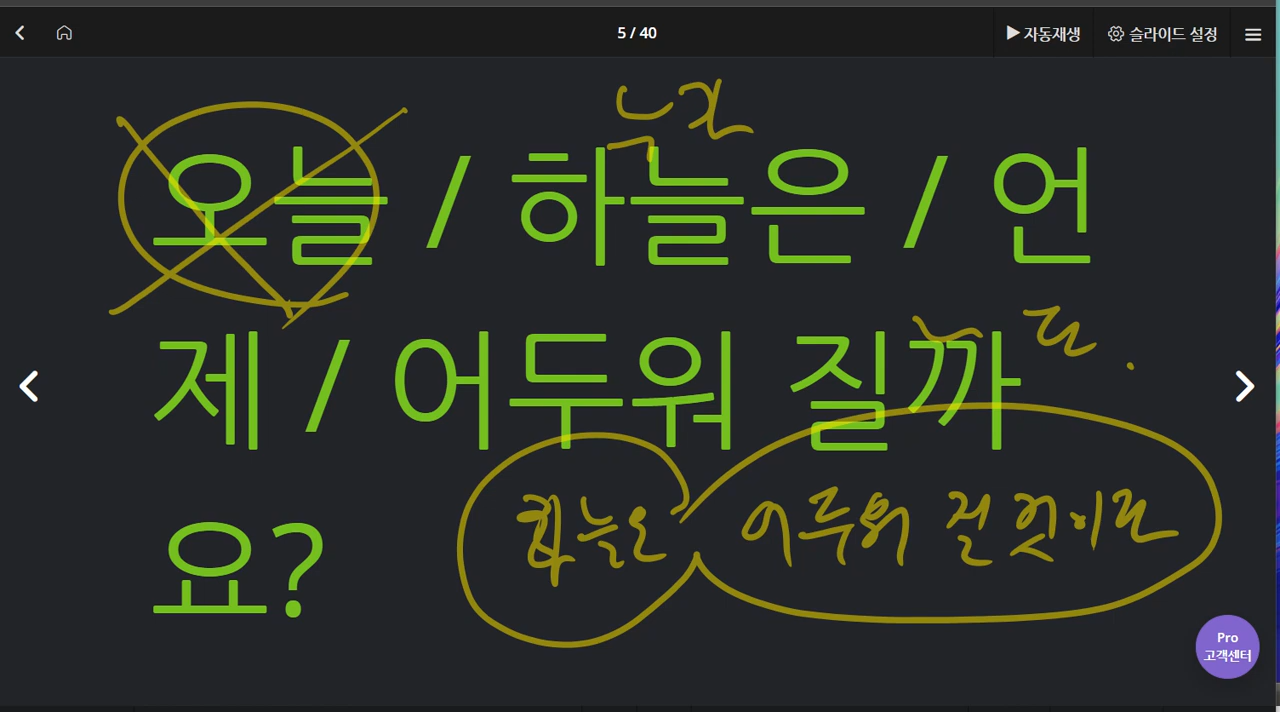 5 / 40
자동재생
슬라이드 설정
오늘 / 하늘은 / 언
제 / 어두워 질까
요?
하늘은 어두워 질 것이
Pro
고객센터